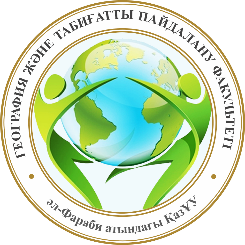 ГЕОГРАФИЯ ЖӘНЕ ТАБИҒАТТЫ ПАЙДАЛАНУ ФАКУЛЬТЕТІ
әл-Фараби атындағы ҚазҰУ